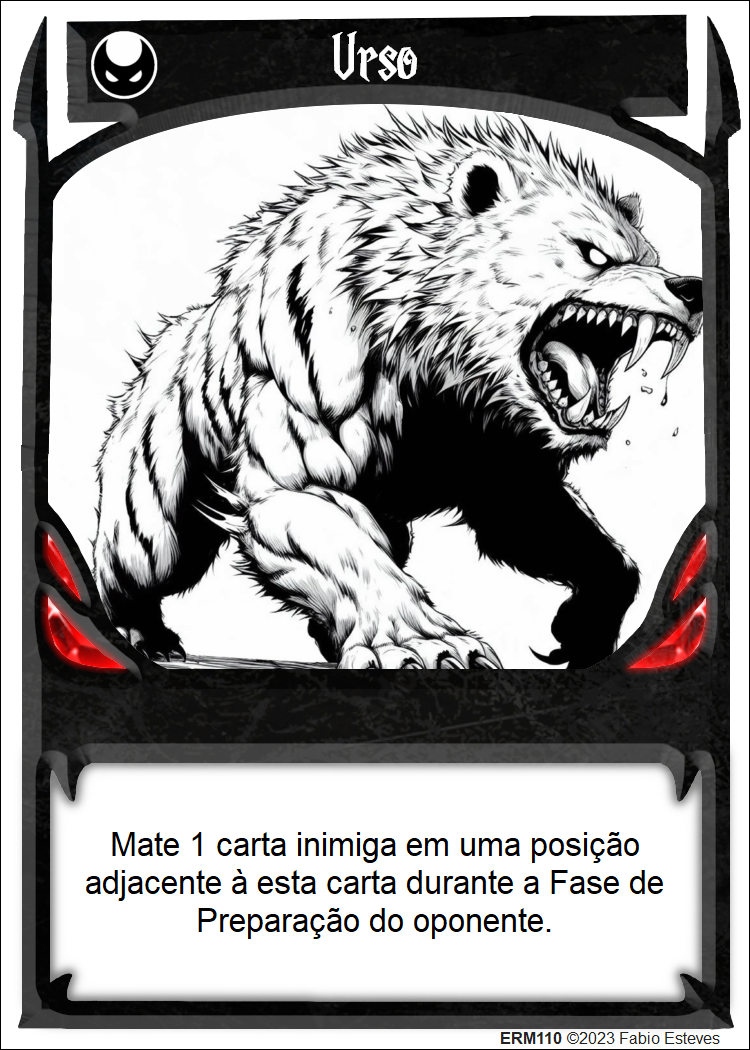 Urso
Mate 1 carta inimiga em uma posição
adjacente à esta carta durante a Fase de
Preparação do oponente.
ERM110 ©2023 Fabio Esteves